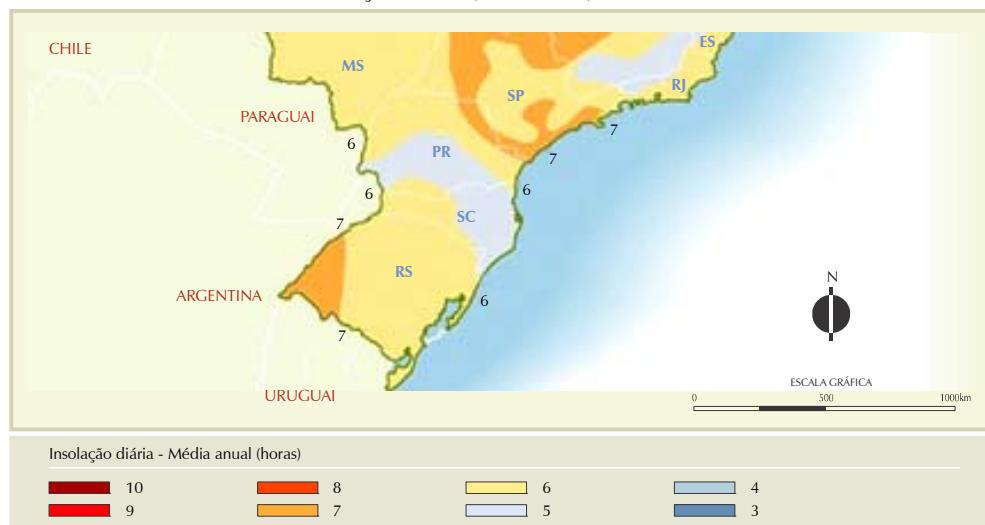 CHILE
ES
MS
RJ
SP
PARAGUAI
7
6
PR
7
6
6
SC
7
RS
N
ARGENTINA
6
7
ESCALA GRÁFICA
URUGUAI
0 500 1000km
Insolação diária - Média anual (horas)
10 8 6 4
9 7 5 3